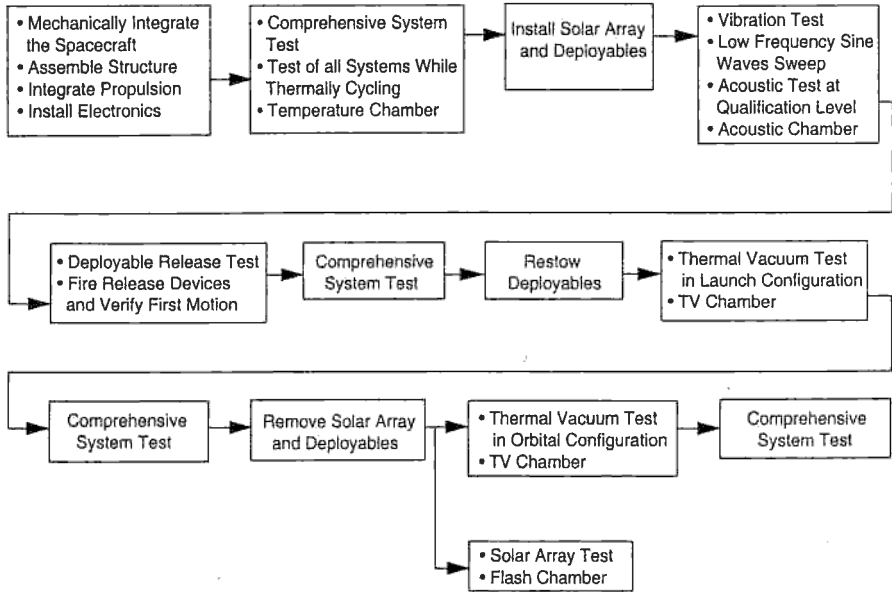 • Mechanically Integrate
the Spacecraft
• Assemble Structure
• Integrate Propulsion
• Install Electronics
• Comprehensive System
Test
• Test of all Systems While
Thermally Cycling
• Temperature Chamber
Install Solar Array
and Deployables
• Vibration Test
• Low Frequency Sine
Waves Sweep
• Acoustic Test at
Qualification Level
• Acoustic Chamber
• Deployable Release Test
• Fire Release Devices
and Verify First Motion
Comprehensive
System Test
Restow
Deployables
• Thermal Vacuum Test
in Launch Configuration
• TV Chamber
Comprehensive
System Test
Remove Solar Array
and Deployables
• Thermal Vacuum Test
in Orbital Configuration
• TV Chamber
Comprehensive
System Test
• Solar Array Test
• Flash Chamber